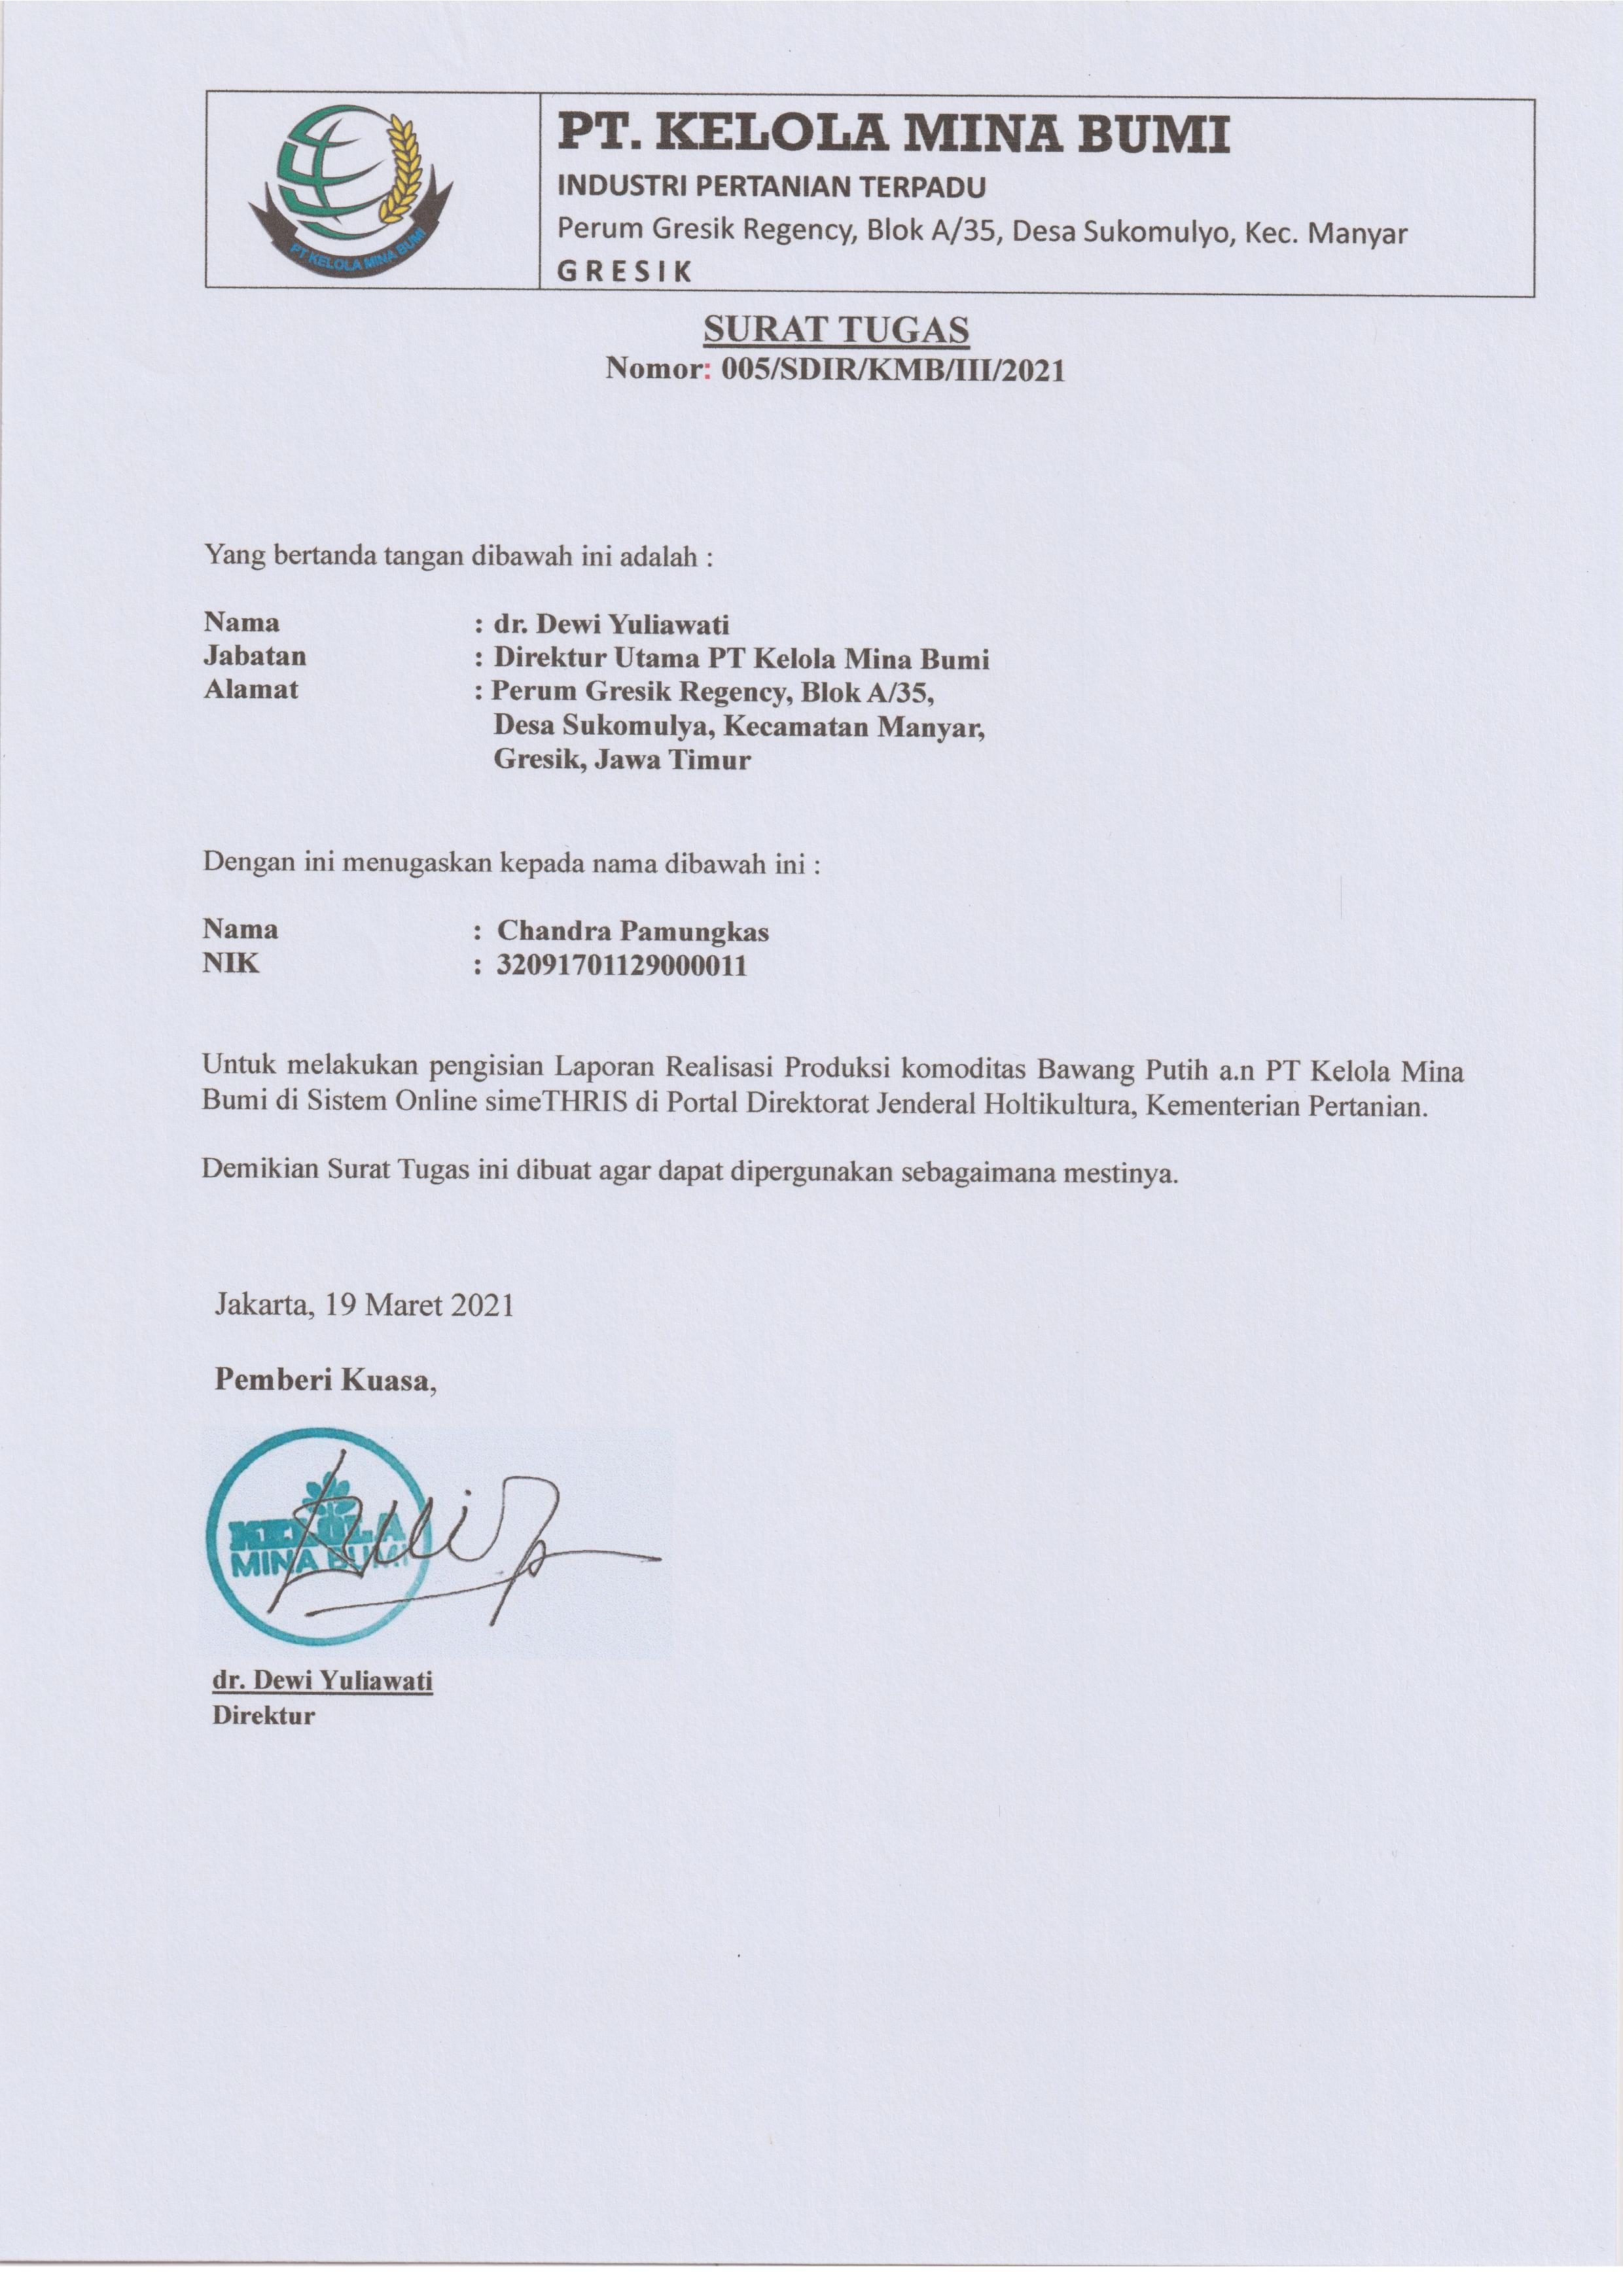 PT KELOLA MINA BUMI
PT. KELOLA MINA BUMI
INDUSTRI PERTANIAN TERPADU
Perum Gresik Regency, Blok A/35, Desa Sukomulyo, Kec. Manyar
GRESIK
SURAT TUGAS
Nomor: 005/SDIR/KMB/III/2021
Yang bertanda tangan dibawah ini adalah :
Nama : dr. Dewi Yuliawati
Jabatan : Direktur Utama PT Kelola Mina Bumi
Alamat : Perum Gresik Regency, Blok A/35,
Desa Sukomulya, Kecamatan Manyar,
Gresik, Jawa Timur
Dengan ini menugaskan kepada nama dibawah ini :
Nama : Chandra Pamungkas
NIK : 32091701129000011
Untuk melakukan pengisian Laporan Realisasi Produksi komoditas Bawang Putih a.n PT Kelola Mina
Bumi di Sistem Online simeTHRIS di Portal Direktorat Jenderal Holtikultura, Kementerian Pertanian.
Demikian Surat Tugas ini dibuat agar dapat dipergunakan sebagaimana mestinya.
Jakarta, 19 Maret 2021
Pemberi Kuasa,
KELOLA
MINA BUMI
dr. Dewi Yuliawati
Direktur